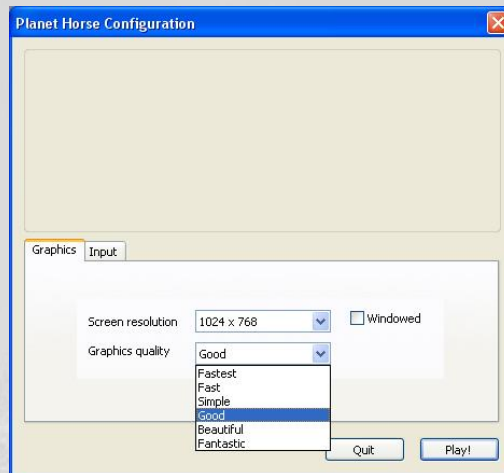 Planet Horse Configuration
Graphics Input
Screen resolution 1024 x 768 Windowed
Graphics quality Good
Fastest
Fast
Simple
Good
Beautiful
Fantastic
Quit Play!